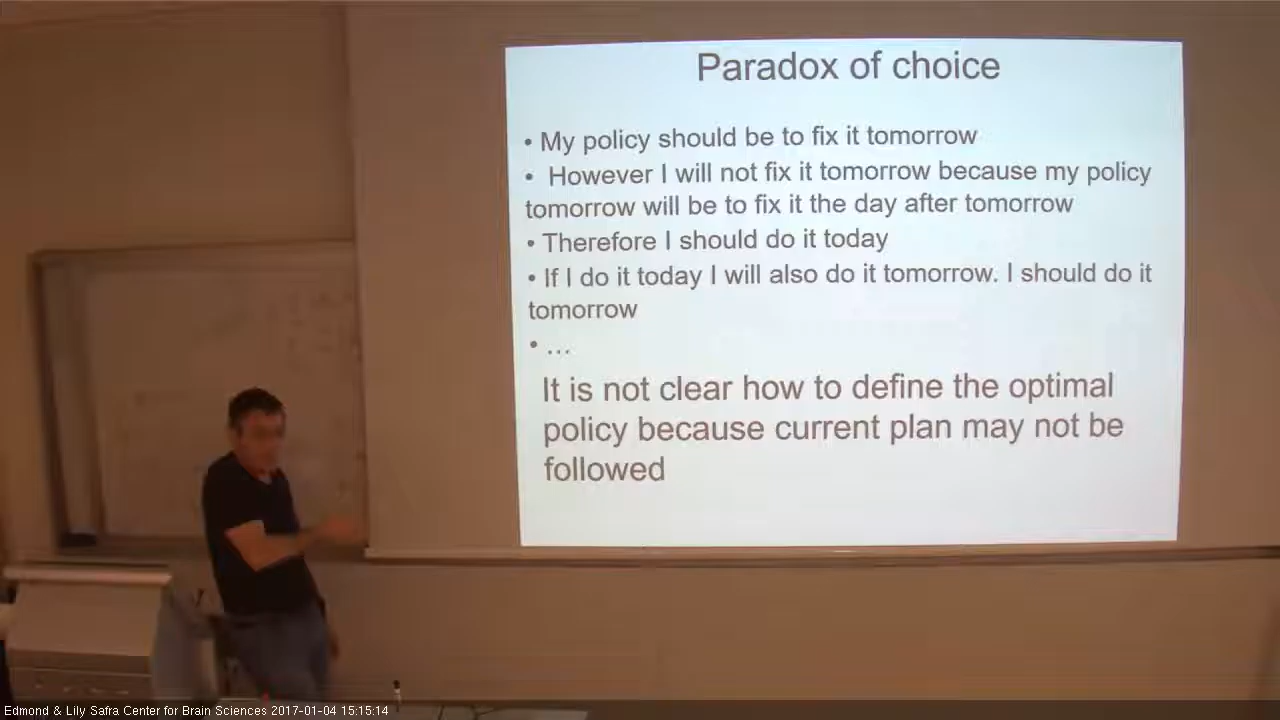 Paradox of choice
• My policy should be to fix it tomorrow
• However I will not fix it tomorrow because my policy
tomorrow will be to fix it the day after tomorrow
• Therefore I should do it today
• If I do it today I will also do it tomorrow. I should do it
tomorrow
• ...
It is not clear how to define the optimal
policy because current plan may not be
followed
Edmond & Lily Safra Center for Brain Sciences 2017-01-04 15:15:14